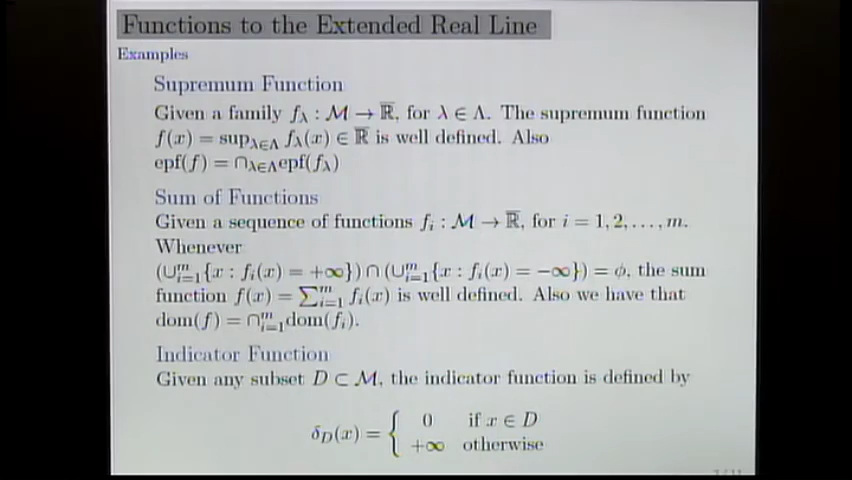 Functions to the Extended Real Line
Examples
Supremum Function
Given a family f_λ : M → ℝ̅, for λ ∈ Λ. The supremum function
f(x) = sup_{λ∈Λ} f_λ(x) ∈ ℝ̅ is well defined. Also
epf(f) = ∩_{λ∈Λ}epf(f_λ)
Sum of Functions
Given a sequence of functions f_i : M → ℝ̅, for i = 1, 2, . . . , m.
Whenever
(∪_{i=1}^m{x : f_i(x) = +∞}) ∩ (∪_{i=1}^m{x : f_i(x) = −∞}) = ϕ, the sum
function f(x) = ∑_{i=1}^m f_i(x) is well defined. Also we have that
dom(f) = ∩_{i=1}^m dom(f_i).
Indicator Function
Given any subset D ⊂ M, the indicator function is defined by
δ_D(x) = { 0 if x ∈ D
+∞ otherwise